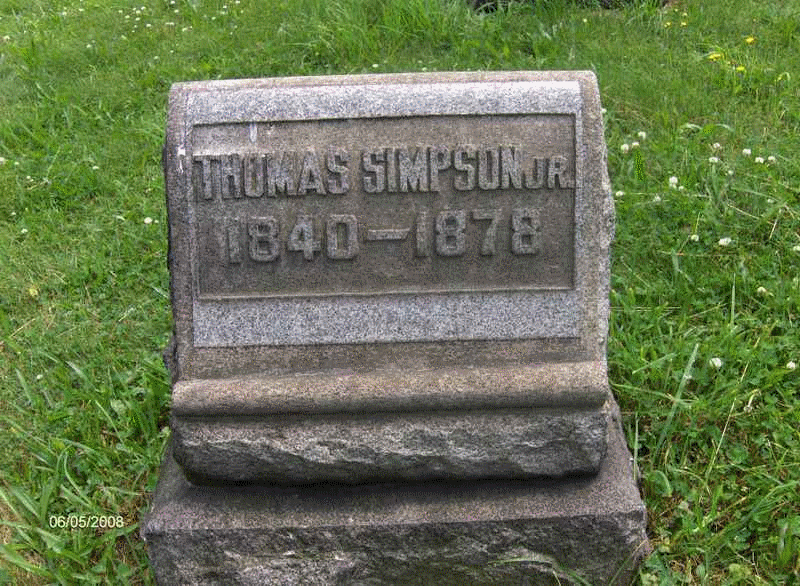 THOMAS SIMPSON JR.
1840–1878
06/05/2008